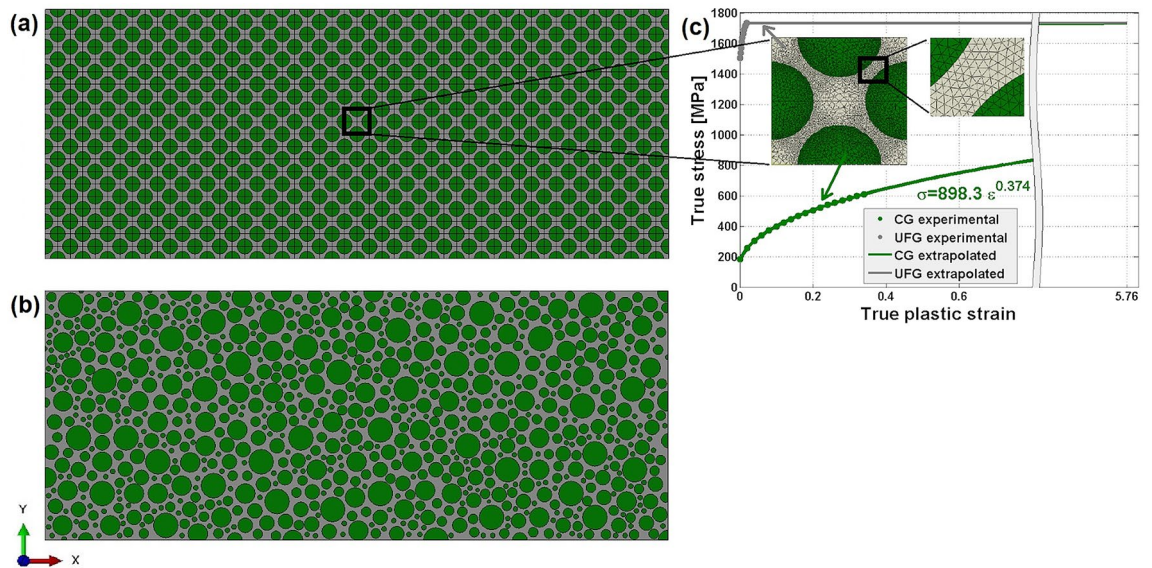 (a)
(b)
Y
X
(c)
True stress [MPa]
1800
1600
1400
1200
1000
800
600
400
200
0
σ=898.3 ε^0.374
CG experimental
UFG experimental
CG extrapolated
UFG extrapolated
0 0.2 0.4 0.6 5.76
True plastic strain